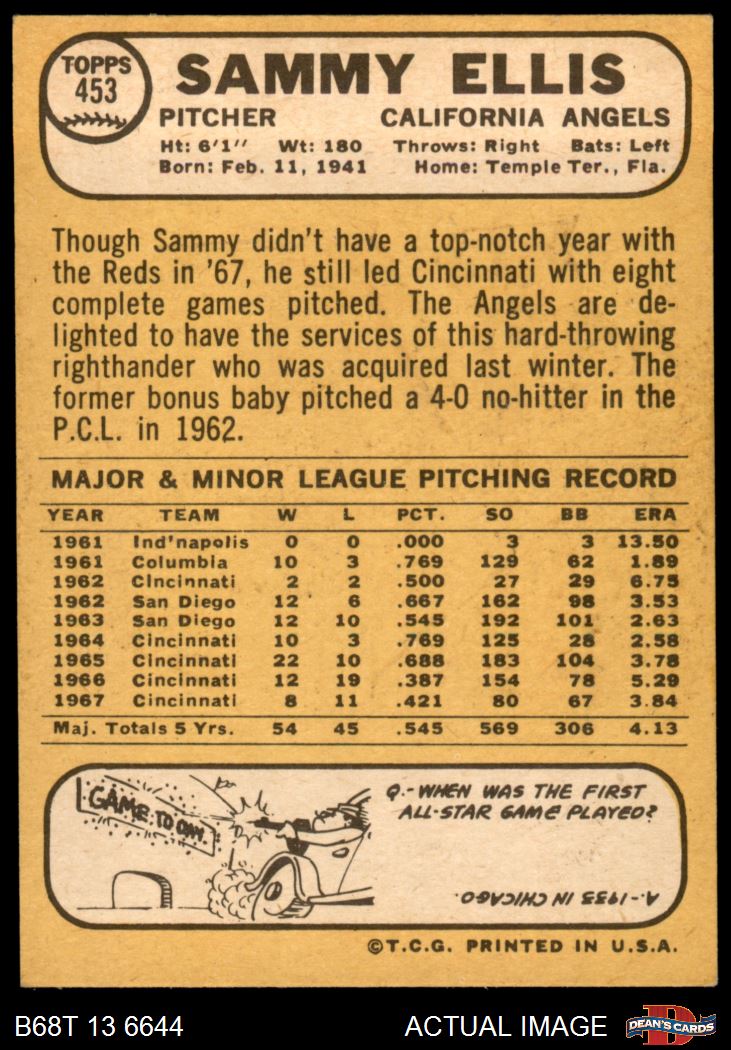 TOPPS
453
SAMMY ELLIS
PITCHER CALIFORNIA ANGELS
Ht: 6'1" Wt: 180 Throws: Right Bats: Left
Born: Feb. 11, 1941 Home: Temple Ter., Fla.
Though Sammy didn't have a top-notch year with
the Reds in '67, he still led Cincinnati with eight
complete games pitched. The Angels are de-
lighted to have the services of this hard-throwing
righthander who was acquired last winter. The
former bonus baby pitched a 4-0 no-hitter in the
P.C.L. in 1962.
MAJOR & MINOR LEAGUE PITCHING RECORD
YEAR TEAM W L PCT. SO BB ERA
1961 Ind'napolis 0 0 .000 3 3 13.50
1961 Columbia 10 3 .769 129 62 1.89
1962 Cincinnati 2 2 .500 27 29 6.75
1962 San Diego 12 6 .667 162 98 3.53
1963 San Diego 12 10 .545 192 101 2.63
1964 Cincinnati 10 3 .769 125 28 2.58
1965 Cincinnati 22 10 .688 183 104 3.78
1966 Cincinnati 12 19 .387 154 78 5.29
1967 Cincinnati 8 11 .421 80 67 3.84
Maj. Totals 5 Yrs. 54 45 .545 569 306 4.13
GAME TO DAY
Q.-WHEN WAS THE FIRST
ALL-STAR GAME PLAYED?
A.-1933 IN CHICAGO.
©T.C.G. PRINTED IN U.S.A.
B68T 13 6644 ACTUAL IMAGE
D
DEAN'S CARDS